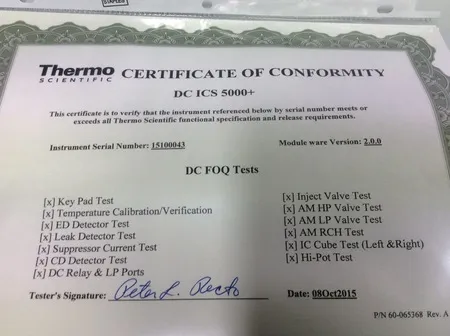 Thermo
SCIENTIFIC
CERTIFICATE OF CONFORMITY
DC ICS 5000+
This certificate is to verify that the instrument referenced below by serial number meets or
exceeds all Thermo Scientific functional specification and release requirements.
Instrument Serial Number: 15100043
Module ware Version: 2.0.0
DC FOQ Tests
[x] Key Pad Test
[x] Temperature Calibration/Verification
[x] ED Detector Test
[x] Leak Detector Test
[x] Suppressor Current Test
[x] CD Detector Test
[x] DC Relay & LP Ports
[x] Inject Valve Test
[x] AM HP Valve Test
[x] AM LP Valve Test
[x] AM RCH Test
[x] IC Cube Test (Left &Right)
[x] Hi-Pot Test
Tester's Signature: Peter L. Recto
Date: 08Oct2015
P/N 60-065368 Rev. A